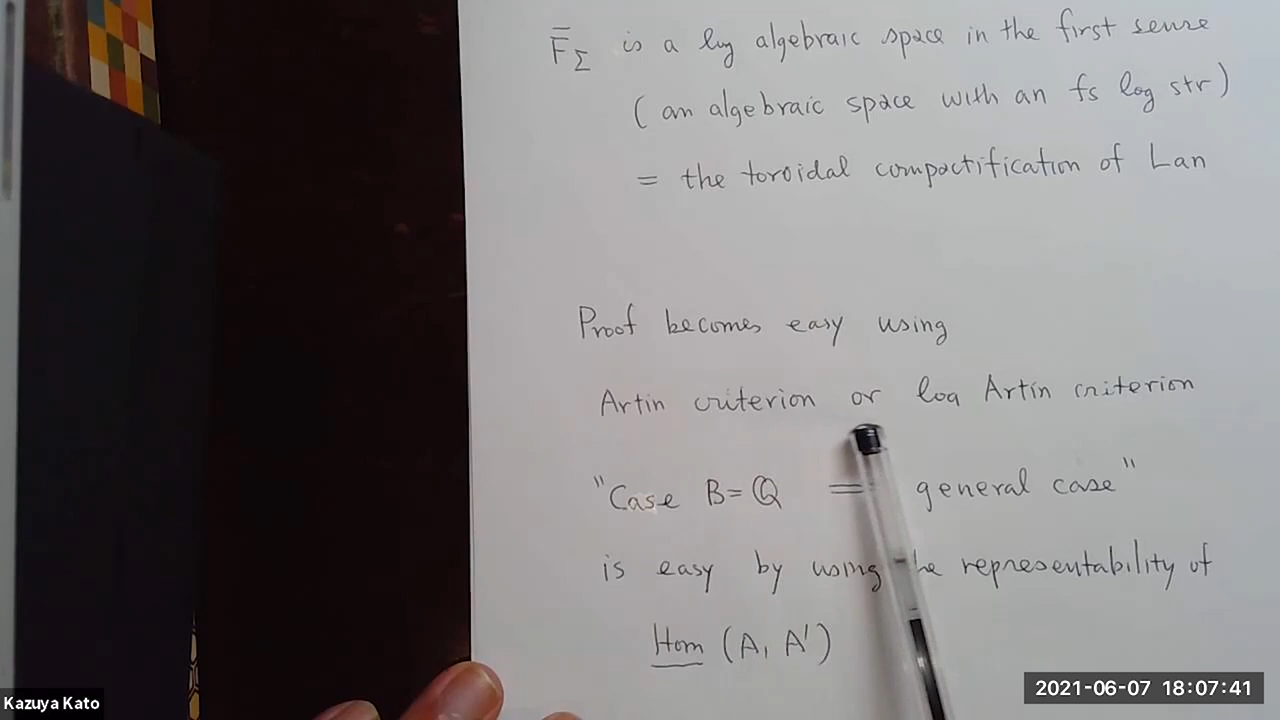 F̿_Σ is a log algebraic space in the first sense
( an algebraic space with an fs log str )
= the toroidal compactification of Lan
Proof becomes easy using
Artin criterion or log Artin criterion
"Case B=ℚ = general case"
is easy by using the representability of
Hom (A, A')
Kazuya Kato
2021-06-07 18:07:41